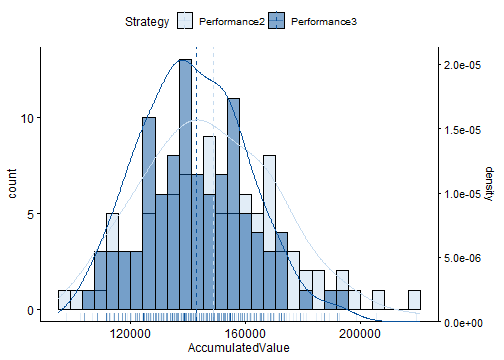 Strategy Performance2 Performance3
count
10
5
0
2.0e-05
1.5e-05
1.0e-05
5.0e-06
0.0e+00
density
120000 160000 200000
AccumulatedValue